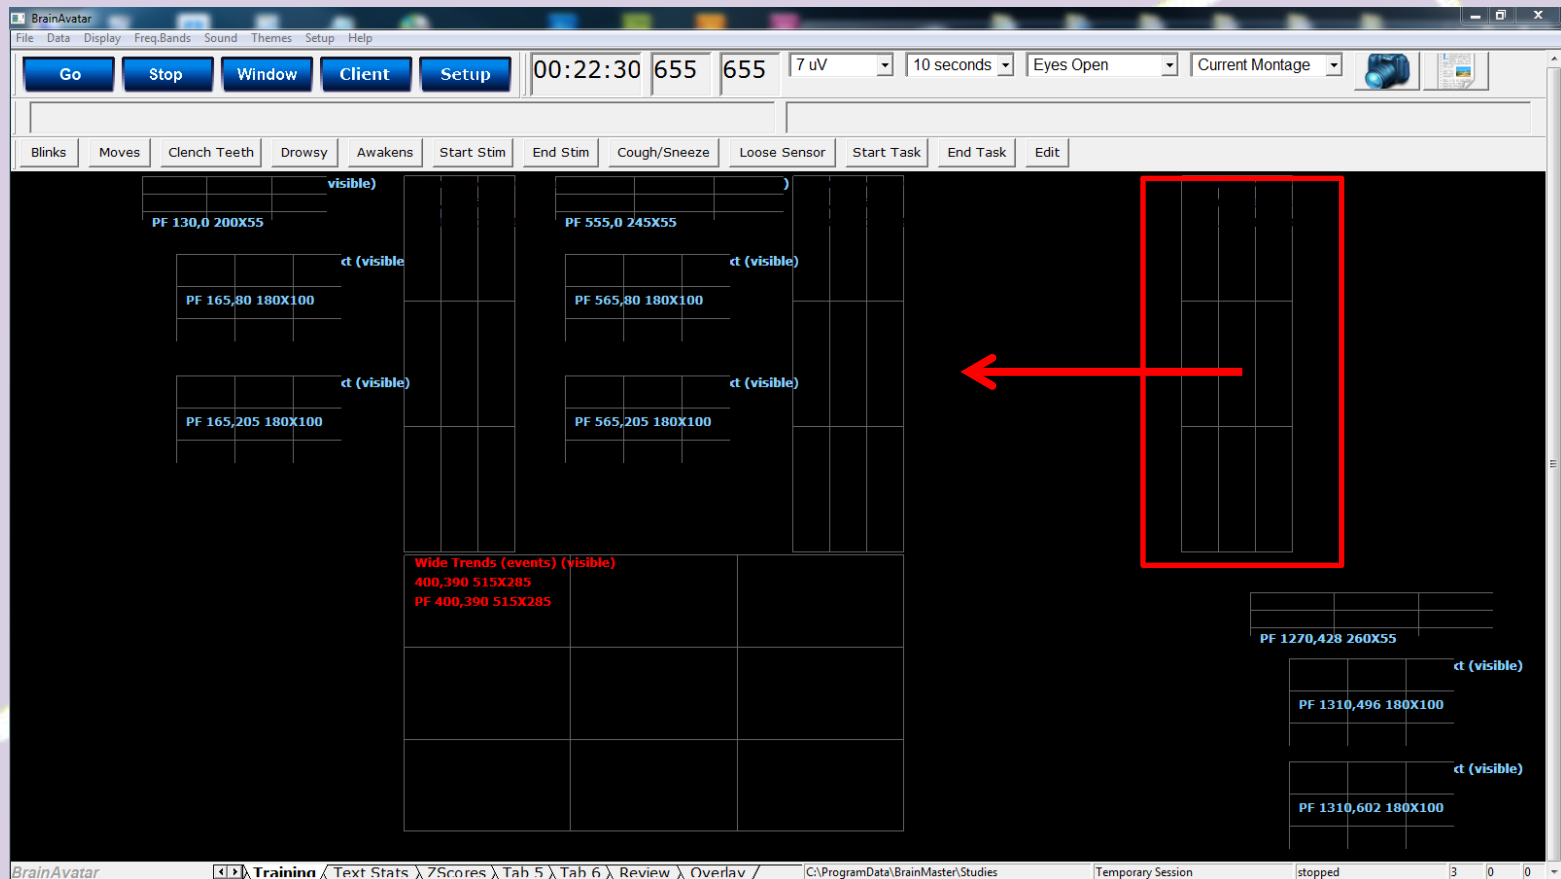 BrainAvatar
File Data Display Freq.Bands Sound Themes Setup Help
Go Stop Window Client Setup 00:22:30 655 655 7 uV 10 seconds Eyes Open Current Montage
Blinks Moves Clench Teeth Drowsy Awakens Start Stim End Stim Cough/Sneeze Loose Sensor Start Task End Task Edit
visible) )
PF 130,0 200X55 PF 555,0 245X55
ct (visible ct (visible)
PF 165,80 180X100 PF 565,80 180X100
ct (visible) ct (visible)
PF 165,205 180X100 PF 565,205 180X100
Wide Trends (events) (visible)
400,390 515X285
PF 400,390 515X285
PF 1270,428 260X55
ct (visible)
PF 1310,496 180X100
ct (visible)
PF 1310,602 180X100
BrainAvatar Training Text Stats ZScores Tab 5 Tab 6 Review Overlay C:\ProgramData\BrainMaster\Studies Temporary Session stopped 3 0 0